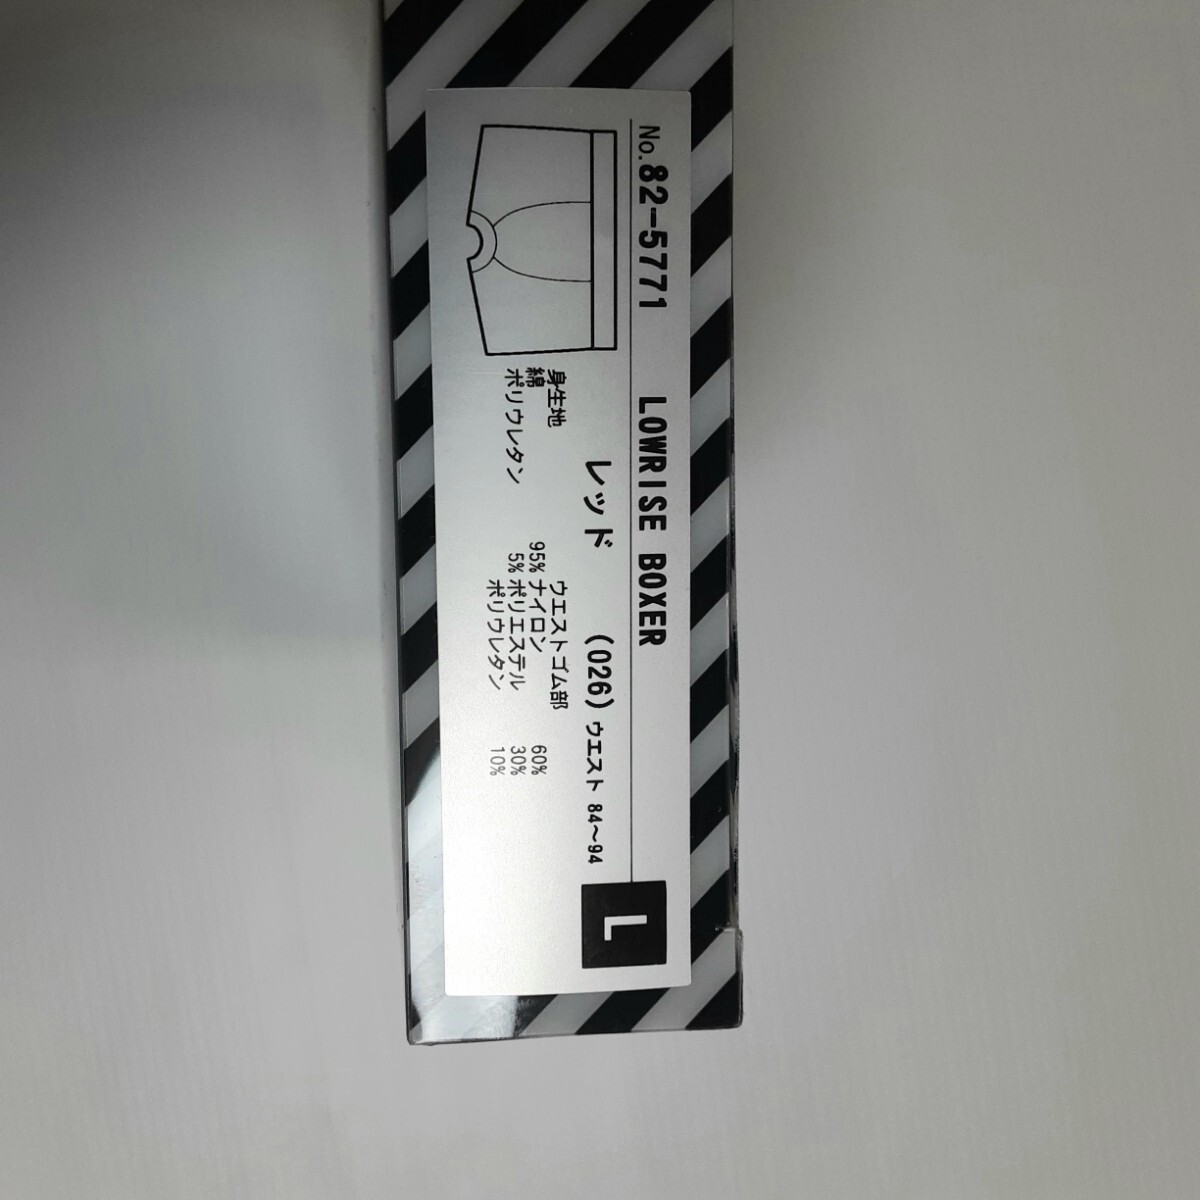 No.82-5771 LOWRISE BOXER
レッド (026) ウエスト 84～94 L
身生地
綿 95%
ポリウレタン 5%
ウエストゴム部
ナイロン 60%
ポリエステル 30%
ポリウレタン 10%